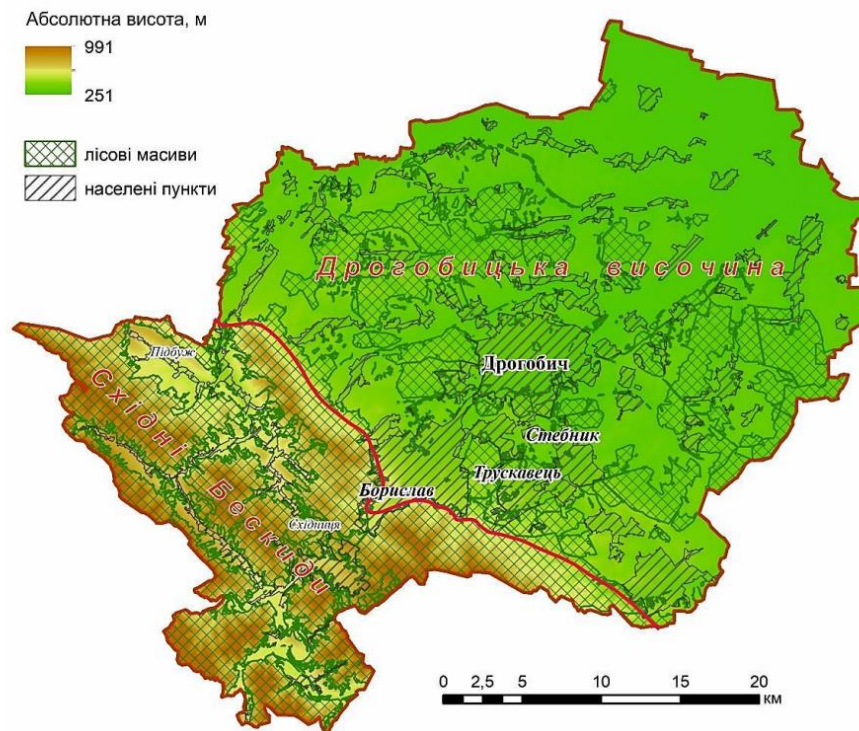 Абсолютна висота, м
991
251
лісові масиви
населені пункти
Дрогобицька височина
Підбуж
Дрогобич
Східні Бескиди
Стебник
Трускавець
Борислав
Східниця
0 2,5 5 10 15 20
км